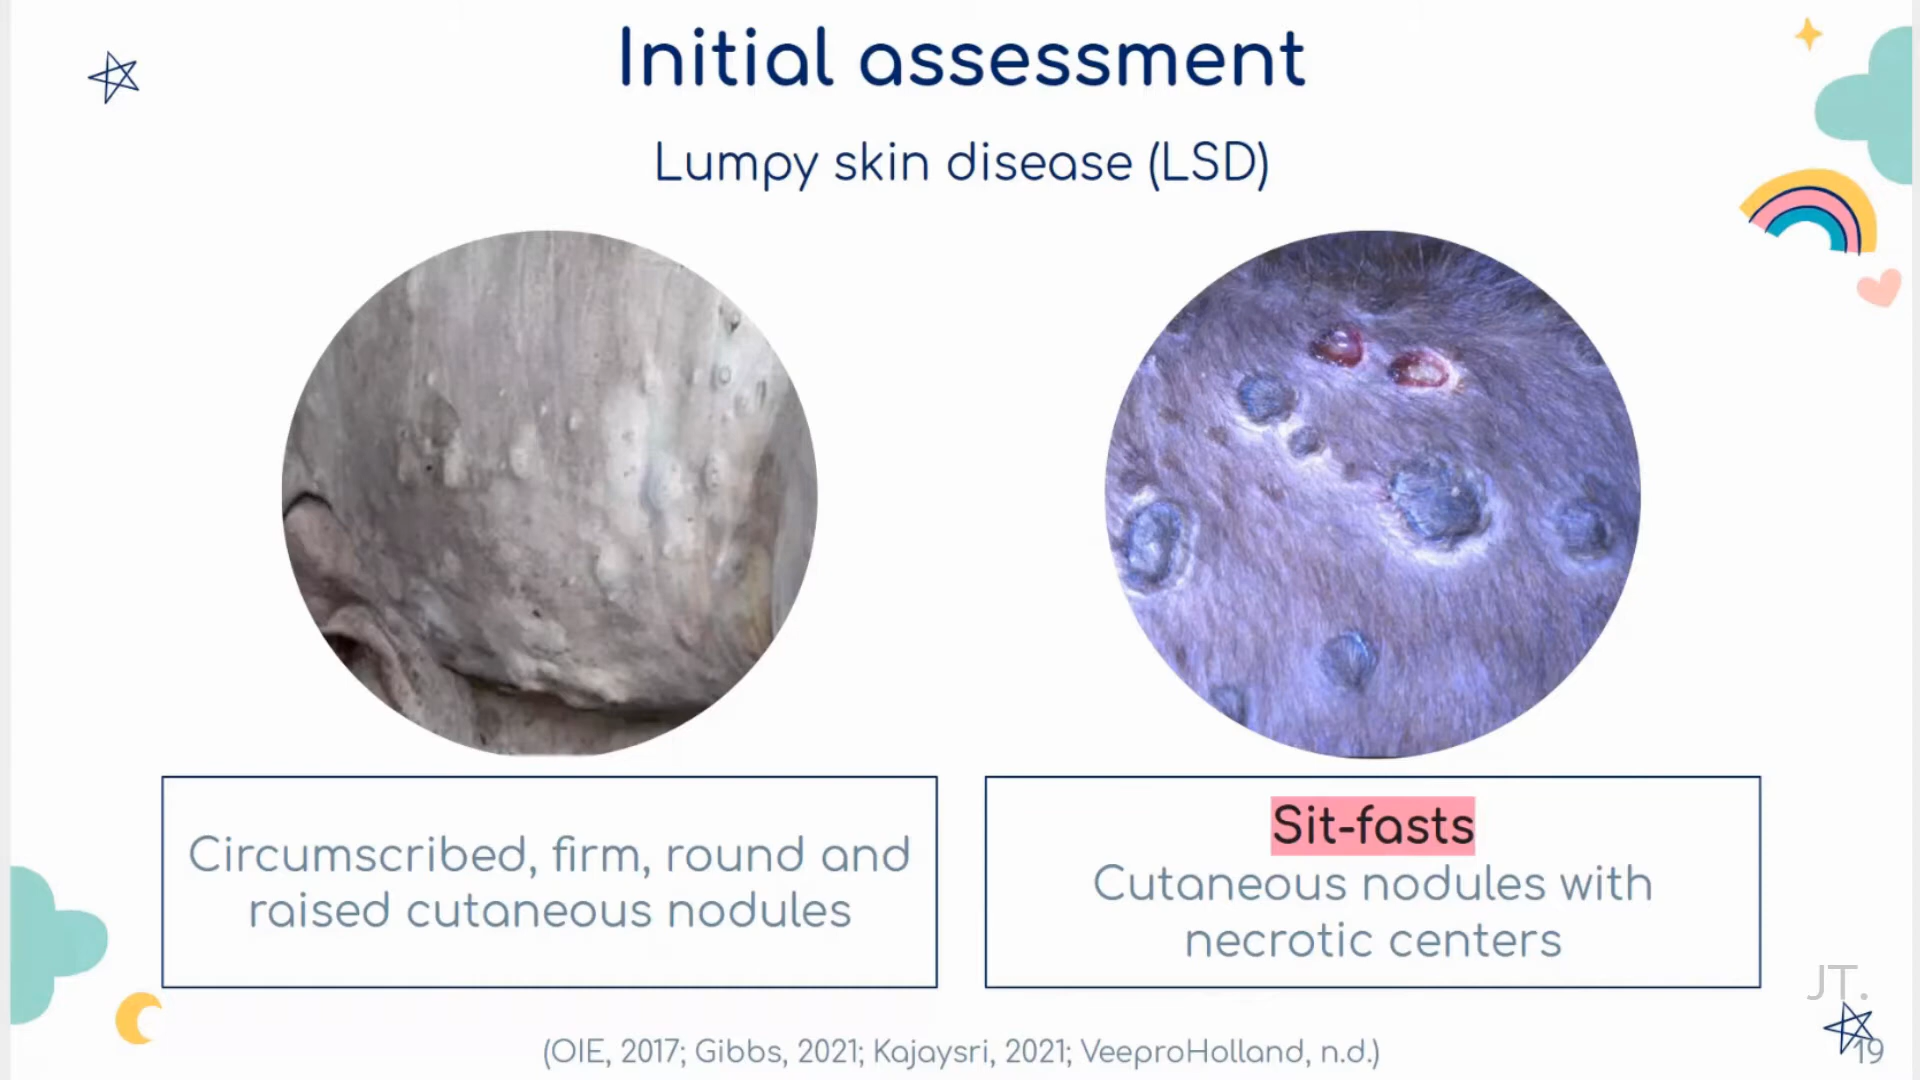 Initial assessment
Lumpy skin disease (LSD)
Circumscribed, firm, round and
raised cutaneous nodules
Sit-fasts
Cutaneous nodules with
necrotic centers
JT.
(OIE, 2017; Gibbs, 2021; Kajaysri, 2021; VeeproHolland, n.d.)
19